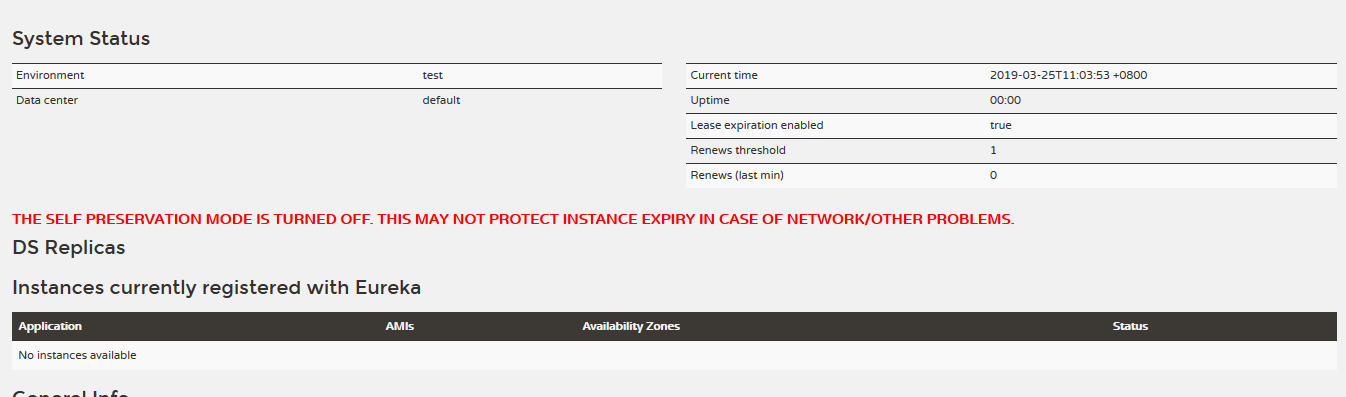 System Status
Environment test
Data center default
Current time 2019-03-25T11:03:53 +0800
Uptime 00:00
Lease expiration enabled true
Renews threshold 1
Renews (last min) 0
THE SELF PRESERVATION MODE IS TURNED OFF. THIS MAY NOT PROTECT INSTANCE EXPIRY IN CASE OF NETWORK/OTHER PROBLEMS.
DS Replicas
Instances currently registered with Eureka
Application AMIs Availability Zones Status
No instances available
General Info